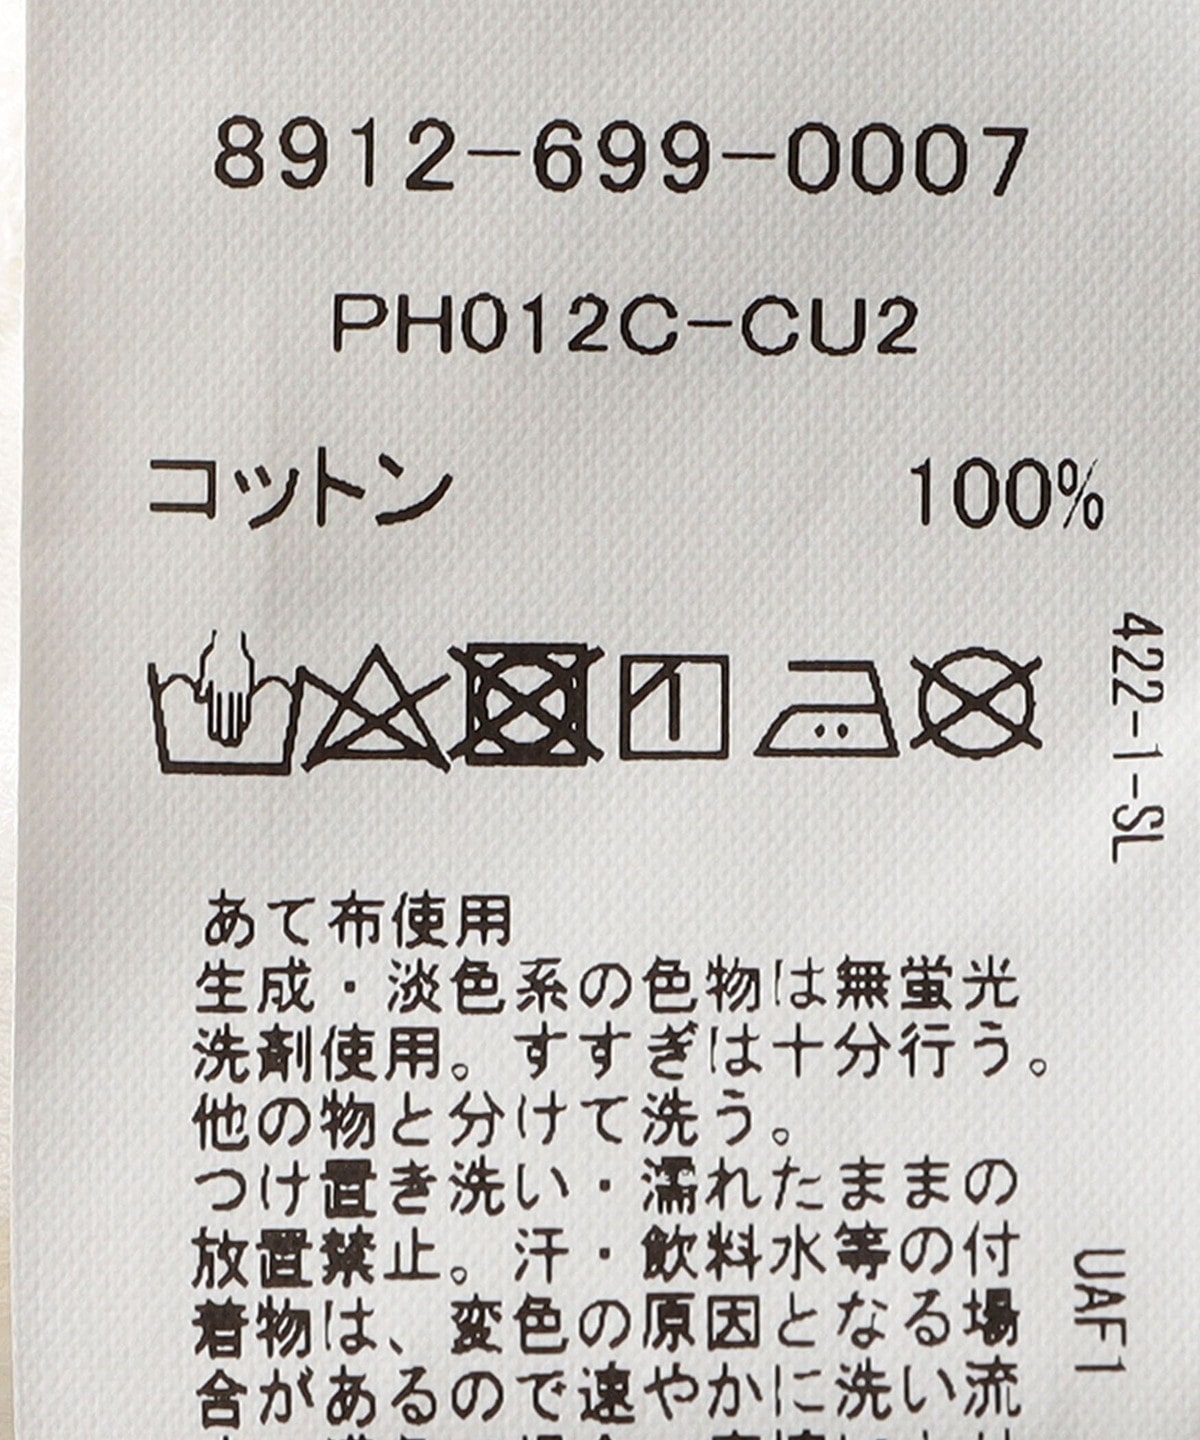 8912-699-0007
PH012C-CU2
コットン 100%
422-1-SL
あて布使用
生成・淡色系の色物は無蛍光
洗剤使用。すすぎは十分行う。
他の物と分けて洗う。
つけ置き洗い・濡れたままの
放置禁止。汗・飲料水等の付
着物は、変色の原因となる場
合があるので速やかに洗い流
UAF1